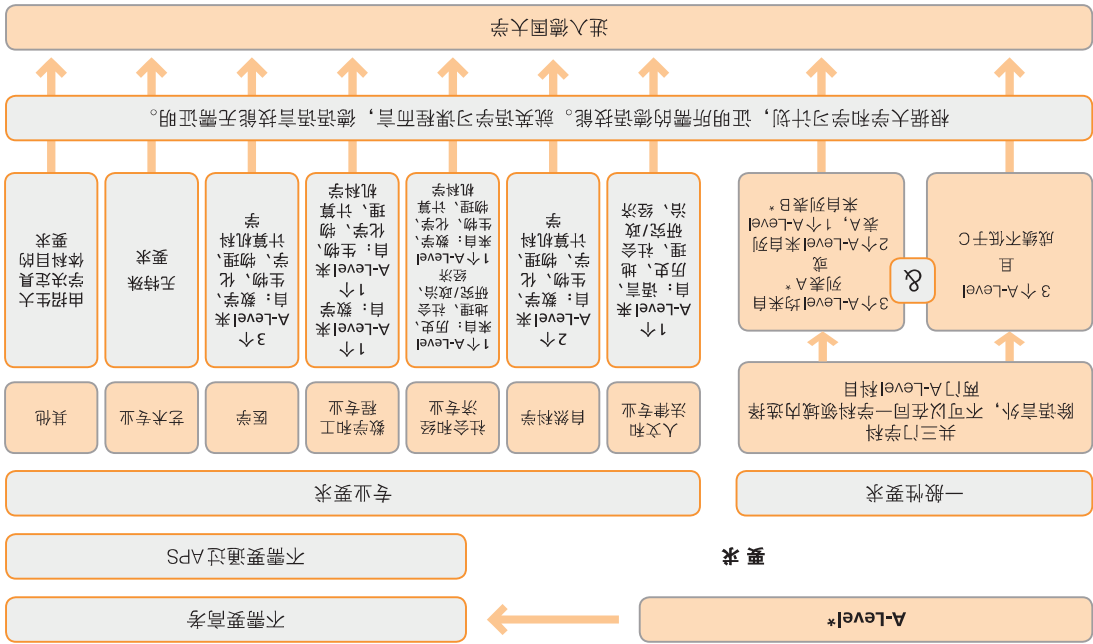 A-Level*
不需要高考
要 求
不需要通过APS
一般性要求
专业要求
共三门学科
除语言外，不可以在同一学科领域内选择
两门A-Level科目
人文和
法律专业
自然科学
社会和经
济专业
数学和工
程专业
医学
艺术专业
其他
3 个A-Level
且
成绩不低于C
&
3个A-Level均来自
列表A *
或
2个A-Level来自列
表A，1个A-Level
来自列表B *
1个
A-Level来
自：语言、
历史、地
理、社会
研究/政
治、经济
2个
A-Level来
自：数学、
生物、化
学、物理、
计算机科
学
1个A-Level
来自：历史、
地理、社会
研究/政治、
经济
1个A-Level
来自：数学、
生物、化学、
物理、计算
机科学
1个
A-Level来
自：数学
1个
A-Level来
自：生物、
化学、物
理、计算
机科学
3个
A-Level来
自：数学、
生物、化
学、物理、
计算机科
学
无特殊
要求
由招生大
学决定具
体科目的
要求
根据大学和学习计划，证明所需的德语技能。就英语学习课程而言，德语语言技能无需证明。
进入德国大学